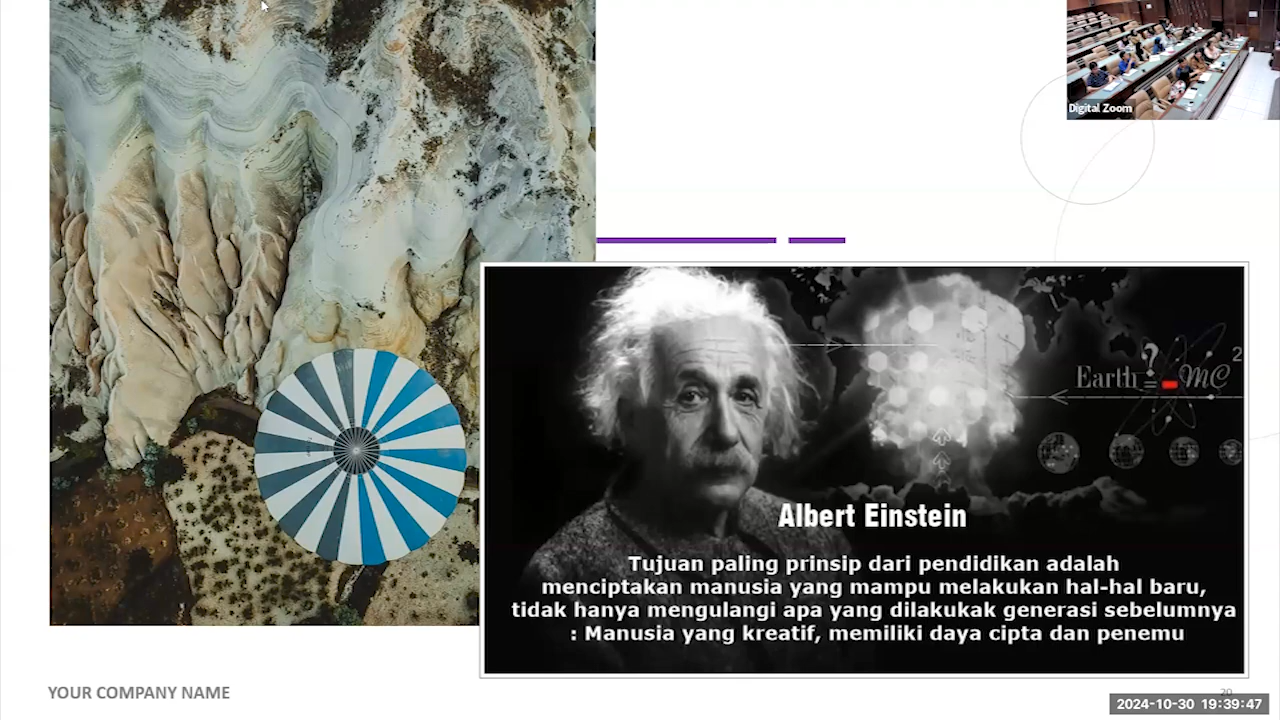 Digital Zoom
Earth = mc
?
2
Albert Einstein
Tujuan paling prinsip dari pendidikan adalah
menciptakan manusia yang mampu melakukan hal-hal baru,
tidak hanya mengulangi apa yang dilakukak generasi sebelumnya
: Manusia yang kreatif, memiliki daya cipta dan penemu
YOUR COMPANY NAME
20
2024-10-30 19:39:47